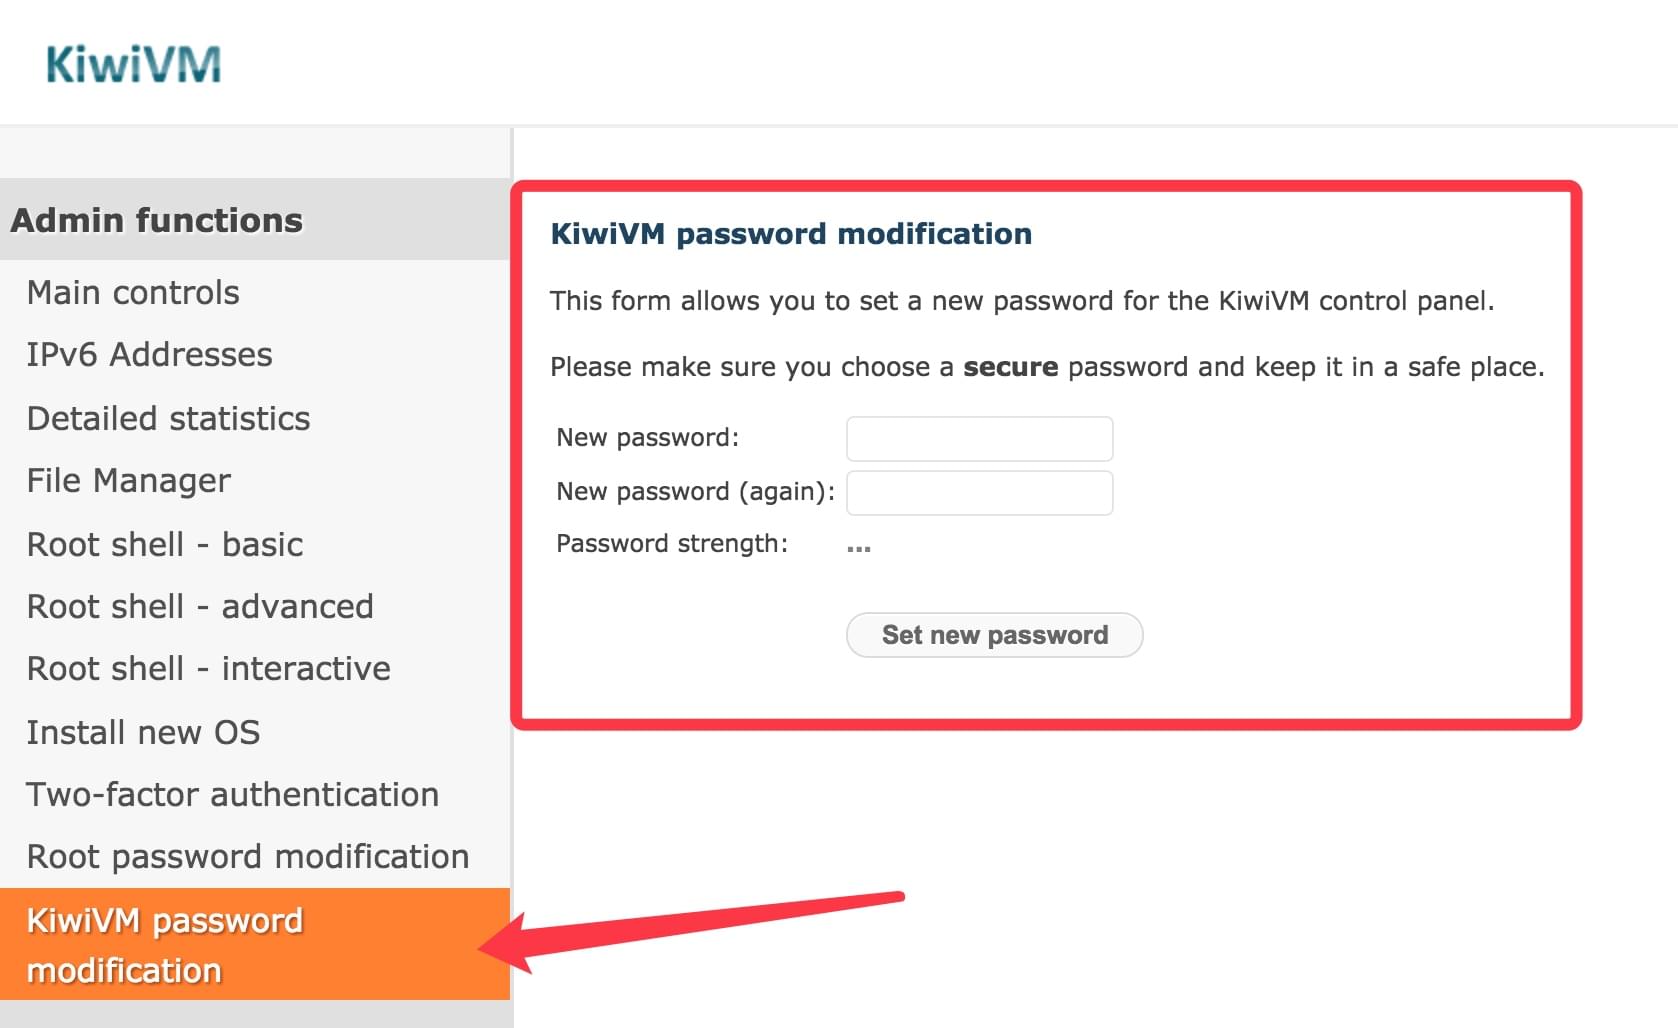 KiwiVM
Admin functions
Main controls
IPv6 Addresses
Detailed statistics
File Manager
Root shell - basic
Root shell - advanced
Root shell - interactive
Install new OS
Two-factor authentication
Root password modification
KiwiVM password
modification
KiwiVM password modification
This form allows you to set a new password for the KiwiVM control panel.
Please make sure you choose a secure password and keep it in a safe place.
New password:
New password (again):
Password strength: ...
Set new password